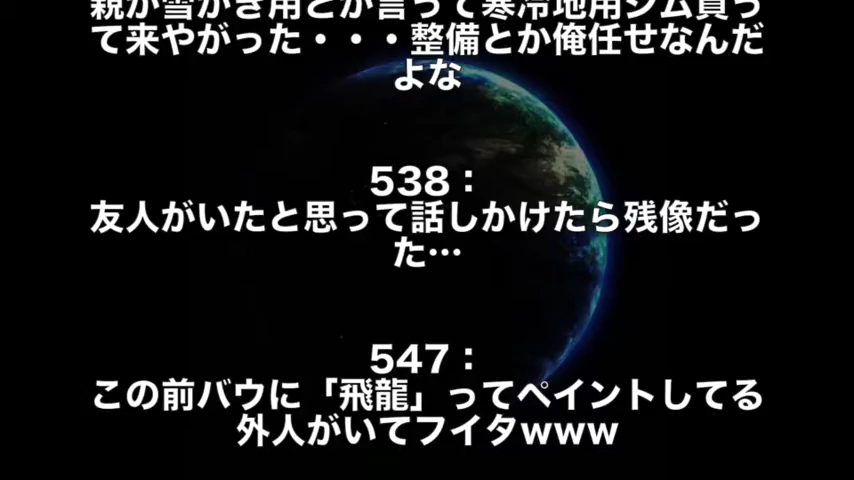 親が雪かき用とか言って寒冷地用ジム買っ
て来やがった・・・整備とか俺任せなんだ
よな
538：
友人がいたと思って話しかけたら残像だっ
た…
547：
この前バウに「飛龍」ってペイントしてる
外人がいてフイタwww